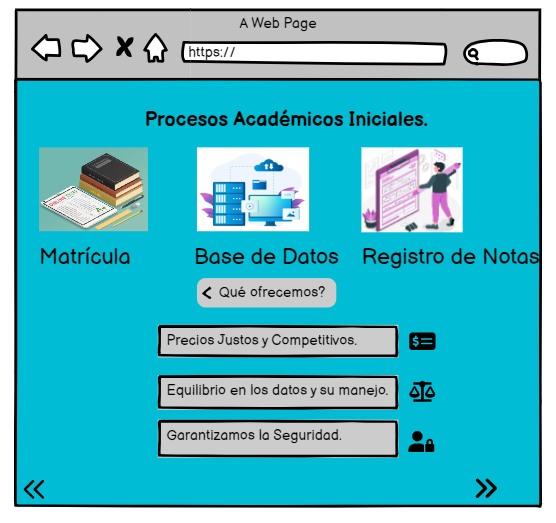 A Web Page
https://
Procesos Académicos Iniciales.
Matrícula
Base de Datos
Registro de Notas
Qué ofrecemos?
Precios Justos y Competitivos.
Equilibrio en los datos y su manejo.
Garantizamos la Seguridad.